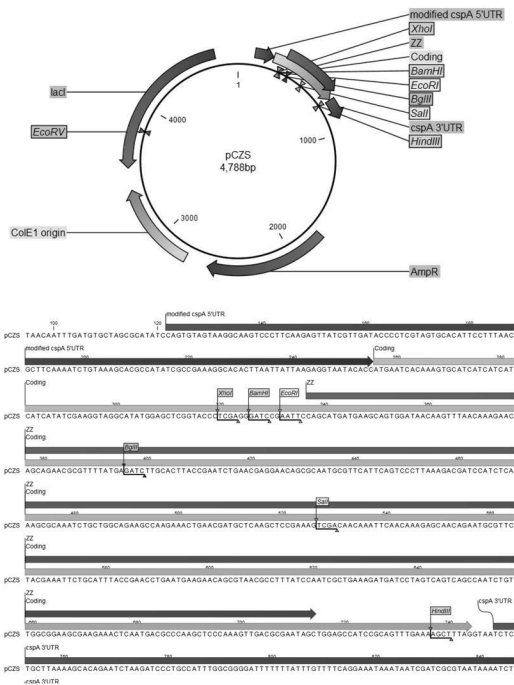 modified cspA 5'UTR
XhoI
ZZ
Coding
BamHI
EcoRI
BglII
SalI
cspA 3'UTR
HindIII
lacI
EcoRV
ColE1 origin
AmpR
1
1000
2000
3000
4000
pCZS
4,788bp
modified cspA 5'UTR
100
120
pCZS TAACAATTTGATGTGCTAGCGCATATCCAGTGTAGTAAGGCAAGTCCCTTCAAGAGTTATCGTTGATACCCCTCGTAGTGCACATTCCTTTAAC
modified cspA 5'UTR
Coding
pCZS GCTTCAAAATCTGTAAAGCACGCCATATCGCCGAAAGGCACACTTAATTATTAAGAGGTAATACACCATGAATCACAAAGTGCATCATCATCAT
Coding
XhoI
BamHI
EcoRI
ZZ
pCZS CATCATATCGAAGGTAGGCATATGGAGCTCGGTACCCTCGAGGGATCCGAATTCCAGCATGATGAAGCAGTGGATAACAAGTTTAACAAAGAAC
ZZ
Coding
BglII
pCZS AAGCAGAACGCGTTTTATGAGATCTTGCACTTACCGAATCTGAACGAGGAACAGCGCAATGCGTTCATTCAGTCCCTTAAAGACGATCCATCTCA
ZZ
Coding
SalI
pCZS AAGCGCAAATCTGCTGGCAGAAGCCAAGAAACTGAACGATGCTCAAGCTCCGAAAGTCGACAACAAATTCAACAAAGAGCAACAGAATGCGTTC
ZZ
Coding
pCZS TACGAAATTCTGCATTTACCGAACCTGAATGAAGAACAGCGTAACGCCTTTATCCAATCGCTGAAAGATGATCCTAGTCAGTCAGCCAATCTGT
ZZ
Coding
HindIII
cspA 3'UTR
pCZS TGGCGGAAGCGAAGAAACTCAATGACGCCCAAGCTCCCAAAGTTGACGCGAATAGCTGGAGCCATCCGCAGTTTGAAAAGCTTTAGGTAATCTC
cspA 3'UTR
pCZS TGCTTAAAAGCACAGAATCTAAGATCCCTGCCATTTGGCGGGGATTTTTTTATTTGTTTTCAGGAAATAAATAATCGATCGCGTAATAAAATCT